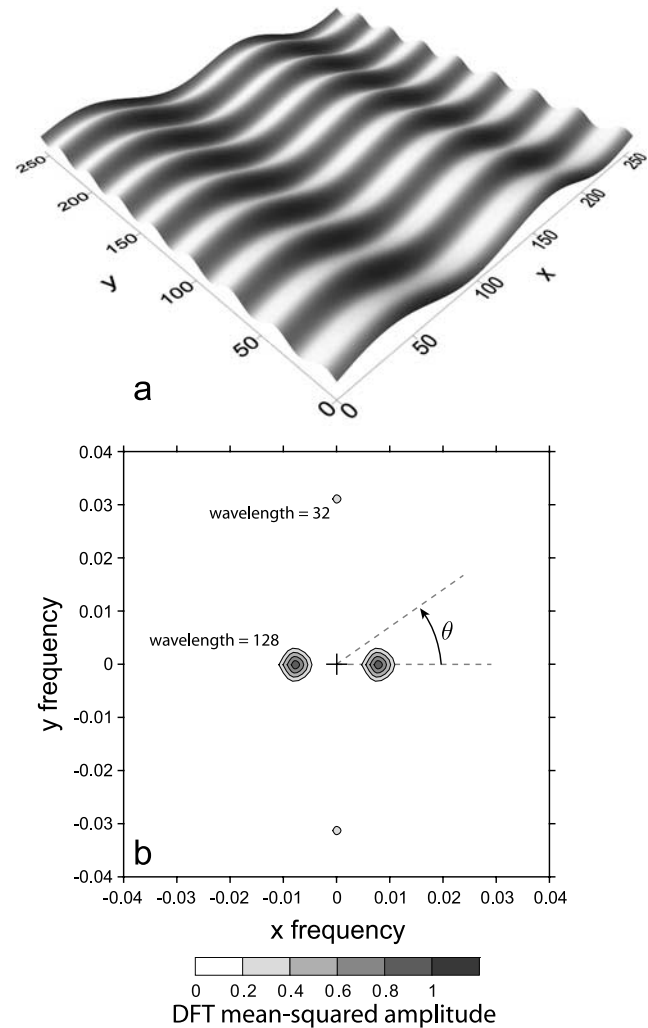 250
200
150
100
50
0
y
0
50
100
150
200
250
x
a
0.04
0.03
0.02
0.01
0
-0.01
-0.02
-0.03
-0.04
y frequency
wavelength = 32
wavelength = 128
θ
b
-0.04 -0.03 -0.02 -0.01 0 0.01 0.02 0.03 0.04
x frequency
0 0.2 0.4 0.6 0.8 1
DFT mean-squared amplitude